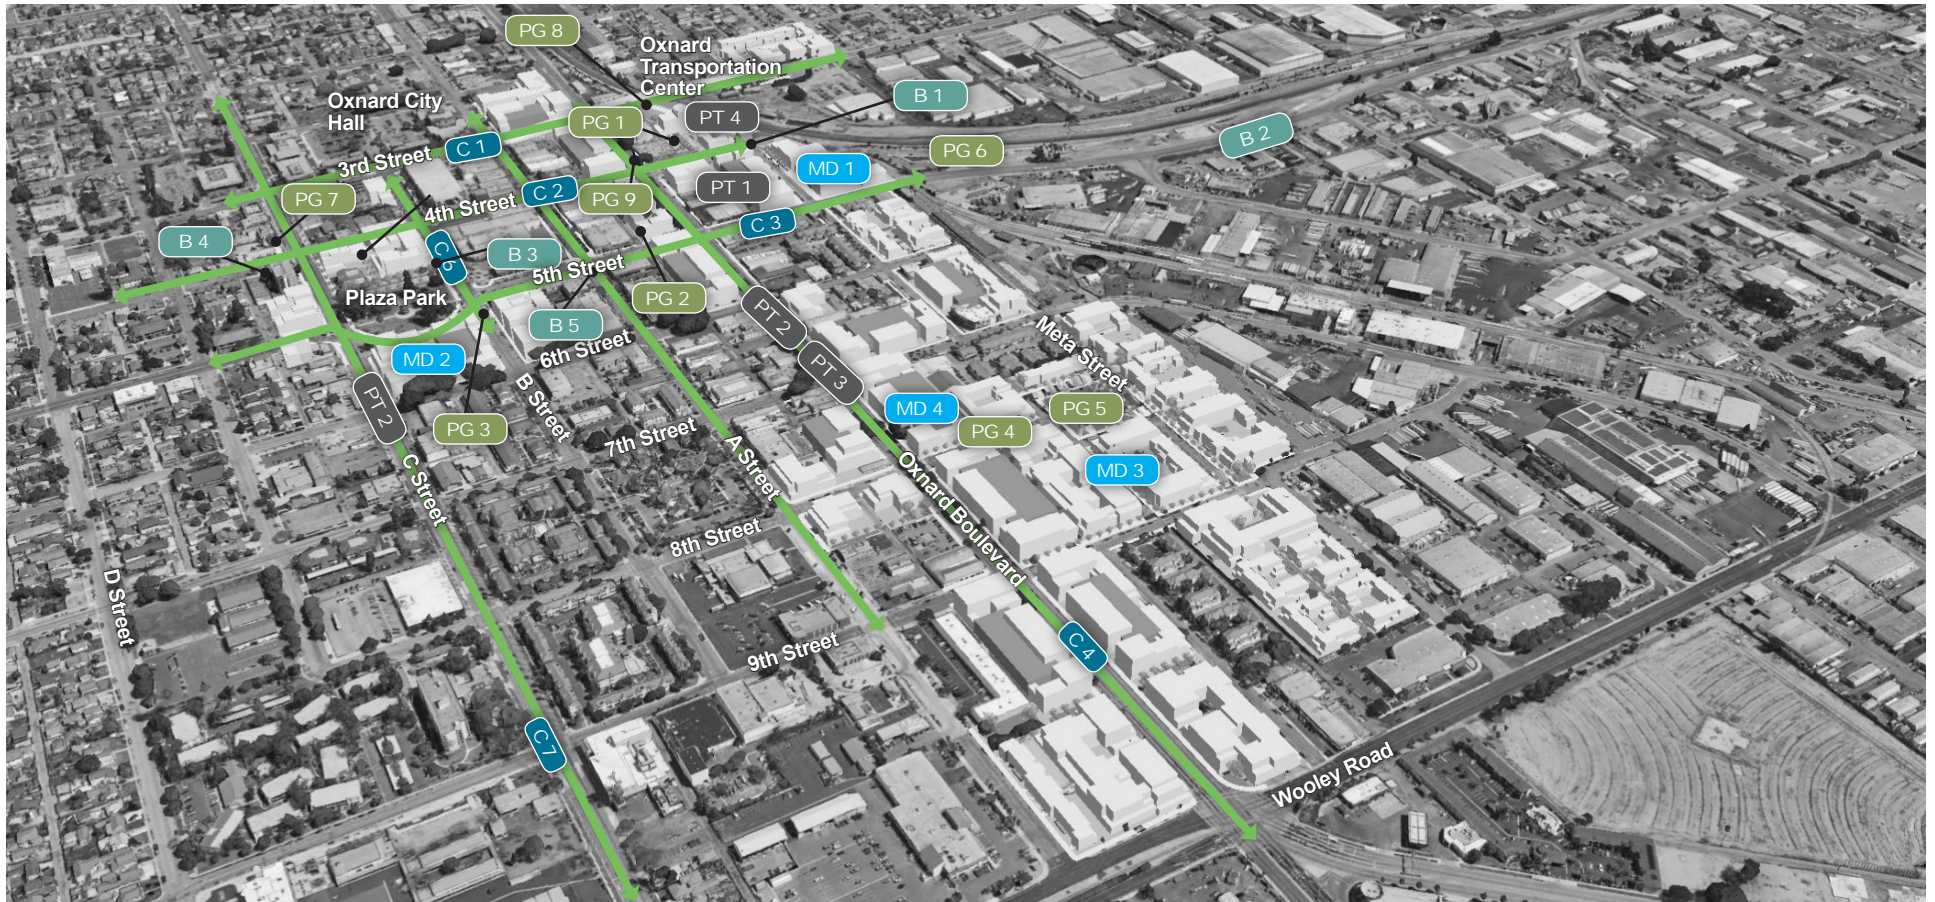 PG 8
Oxnard
Transportation
Center
B 1
Oxnard City
Hall
PG 1
PT 4
B 2
3rd Street
C 1
PG 6
MD 1
PT 1
PG 7
4th Street
C 2
PG 9
C 3
B 4
C 6
B 3
5th Street
Plaza Park
PG 2
B 5
PT 2
6th Street
MD 2
Meta Street
PT 3
PT 2
B Street
MD 4
PG 5
PG 3
7th Street
PG 4
A Street
MD 3
C Street
Oxnard Boulevard
8th Street
D Street
9th Street
C 4
C 7
Wooley Road